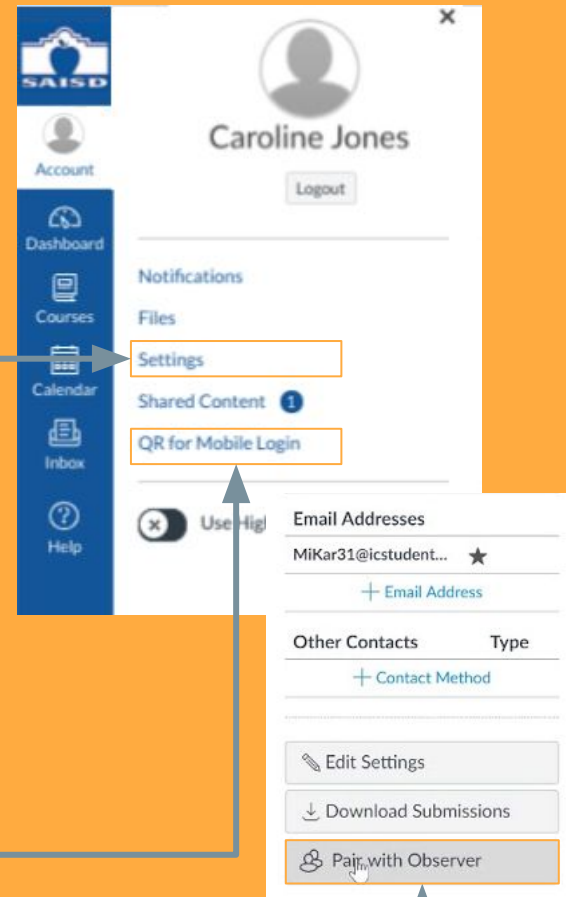 SAISD
Account
Dashboard
Courses
Calendar
Inbox
Help
×
Caroline Jones
Logout
Notifications
Files
Settings
Shared Content 1
QR for Mobile Login
Use
Email Addresses
MiKar31@icstudent... ★
+ Email Address
Other Contacts Type
+ Contact Method
Edit Settings
Download Submissions
Pair with Observer